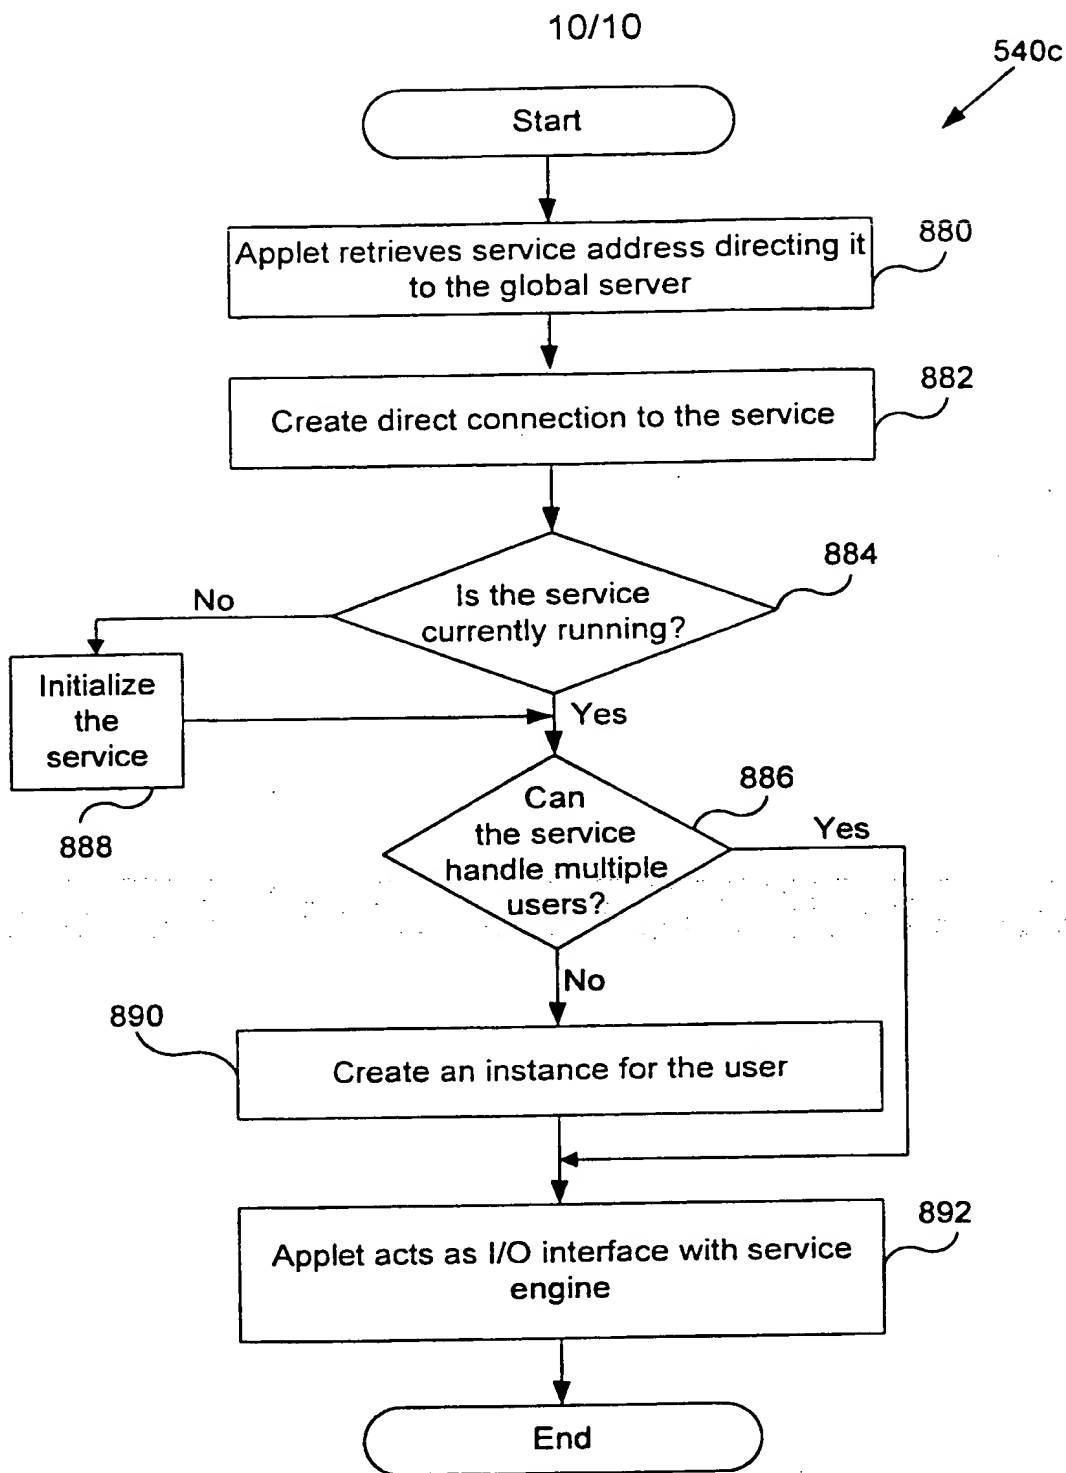 10/10
540c
Start
Applet retrieves service address directing it
to the global server
880
Create direct connection to the service
882
Is the service
currently running?
884
No
Initialize
the
service
888
Yes
Can
the service
handle multiple
users?
886
Yes
No
890
Create an instance for the user
Applet acts as I/O interface with service
engine
892
End